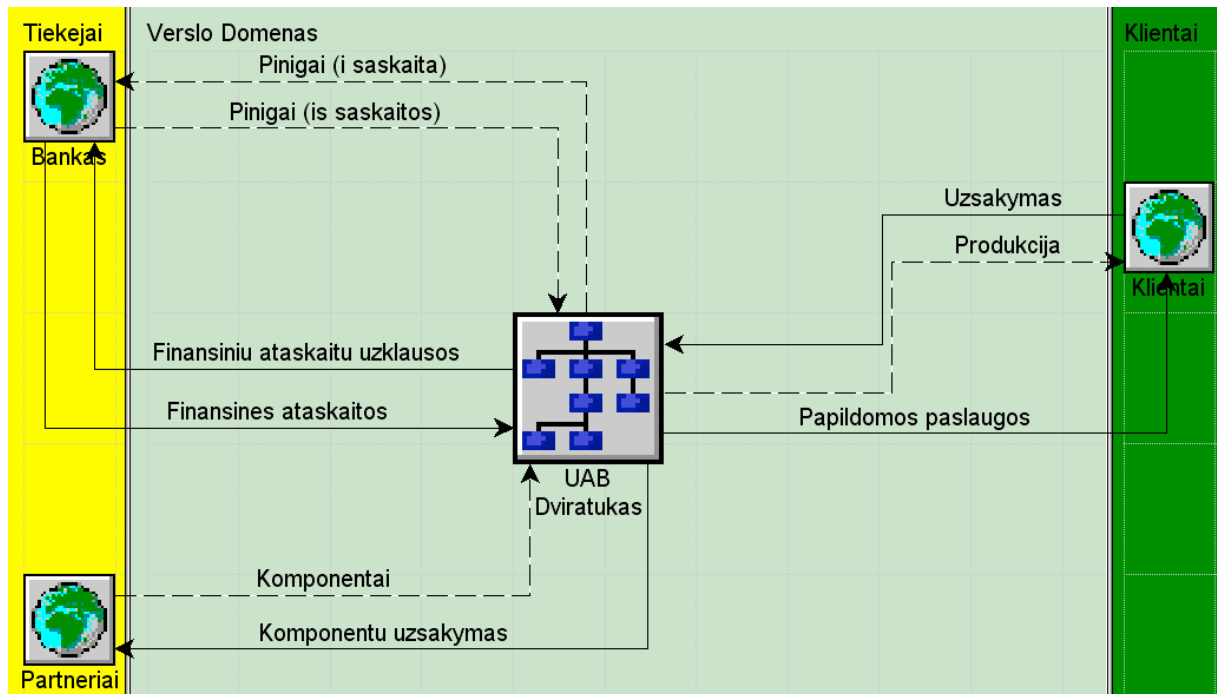 Tiekejai
Verslo Domenas
Klientai
Pinigai (i saskaita)
Pinigai (is saskaitos)
Bankas
Uzsakymas
Produkcija
Klientai
Finansiniu ataskaitu uzklausos
Finansines ataskaitos
Papildomos paslaugos
UAB
Dviratukas
Komponentai
Komponentu uzsakymas
Partneriai